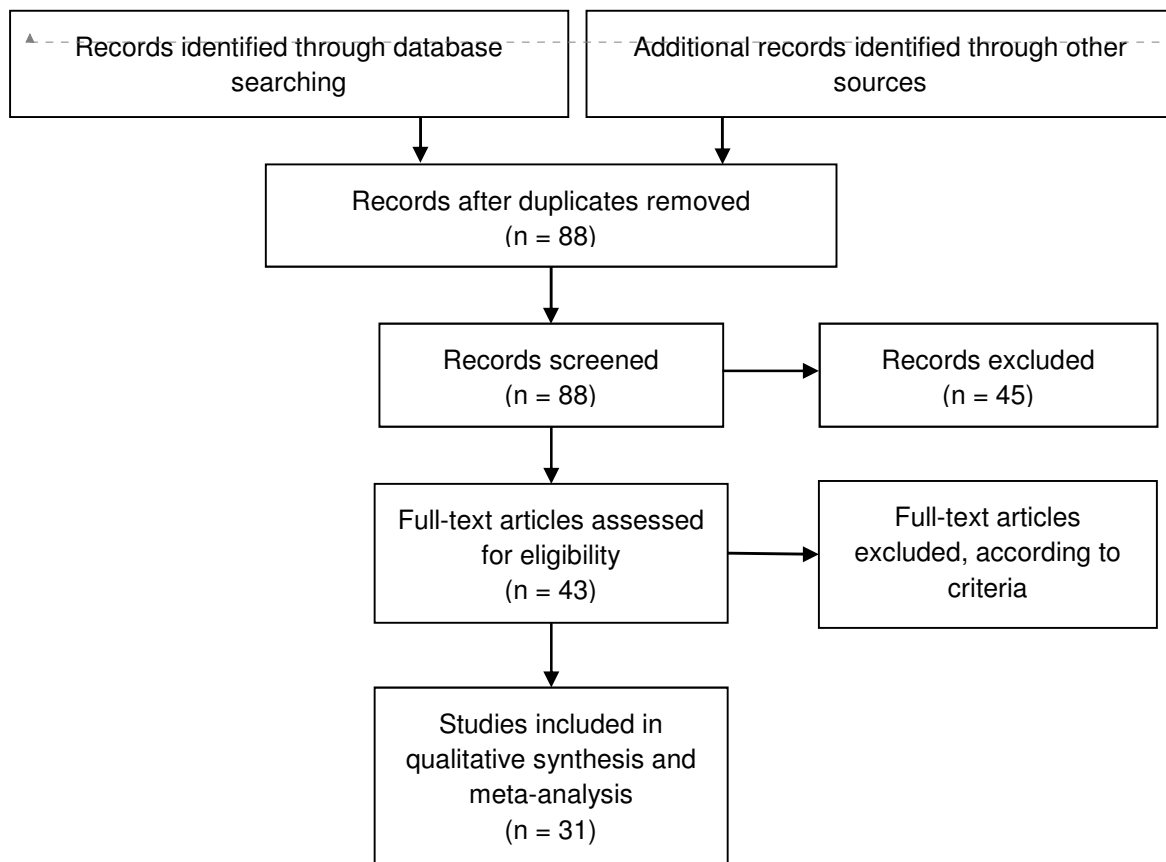 Records identified through database
searching
Additional records identified through other
sources
Records after duplicates removed
(n = 88)
Records screened
(n = 88)
Records excluded
(n = 45)
Full-text articles assessed
for eligibility
(n = 43)
Full-text articles
excluded, according to
criteria
Studies included in
qualitative synthesis and
meta-analysis
(n = 31)